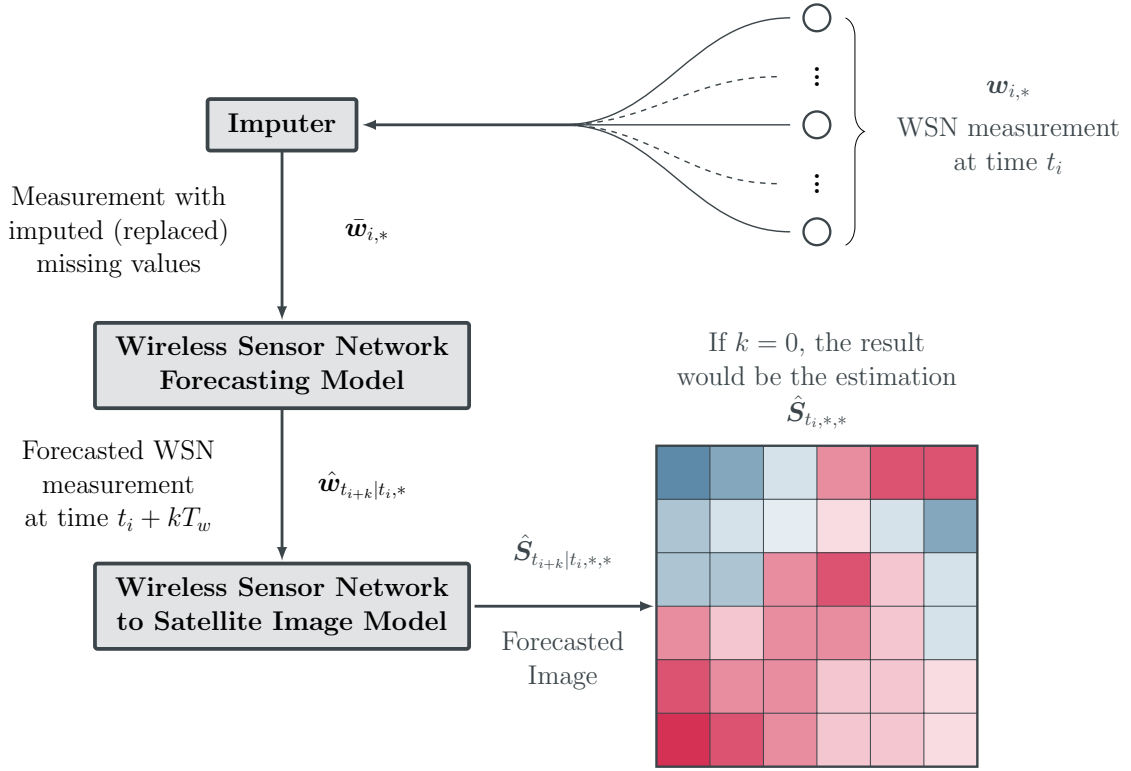 𝒘ᵢ,∗
WSN measurement
at time tᵢ
Imputer
Measurement with
imputed (replaced)
missing values
𝒘̄_{i,∗}
Wireless Sensor Network
Forecasting Model
Forecasted WSN
measurement
at time t_i + kT_w
𝒘̂_{t_{i+k}|t_i,∗}
Wireless Sensor Network
to Satellite Image Model
𝑺̂_{t_{i+k}|t_i,∗,∗}
Forecasted
Image
If k = 0, the result
would be the estimation
𝑺̂_{t_i,∗,∗}